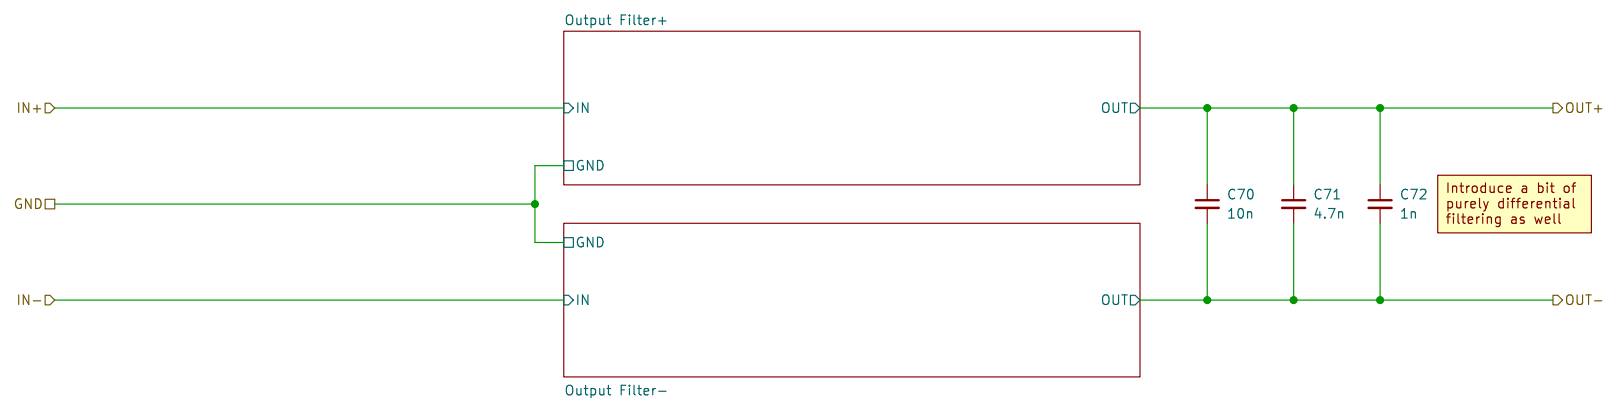 Output Filter+
IN+
IN
OUT
OUT+
GND
GND
GND
C70
10n
C71
4.7n
C72
1n
Introduce a bit of
purely differential
filtering as well
IN-
IN
OUT
OUT-
Output Filter-